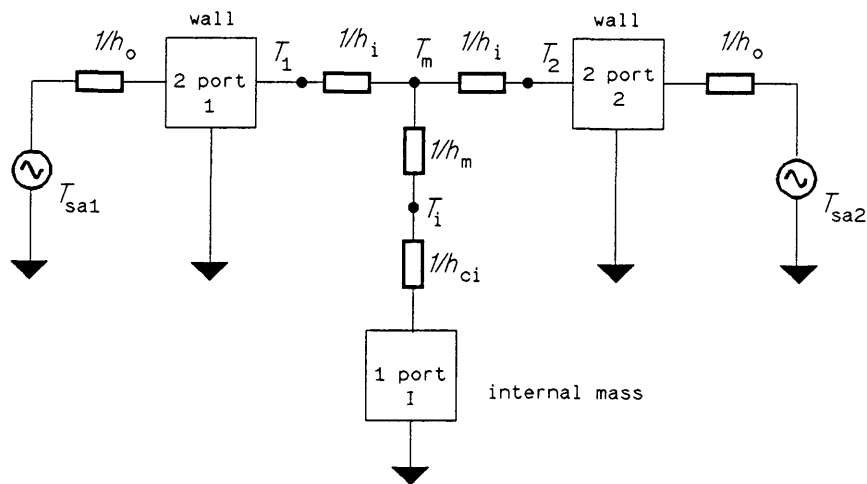 wall
wall
1/h_o
T_1
1/h_i
T_m
1/h_i
T_2
1/h_o
2 port
1
2 port
2
1/h_m
T_sa1
T_i
T_sa2
1/h_ci
1 port
I
internal mass